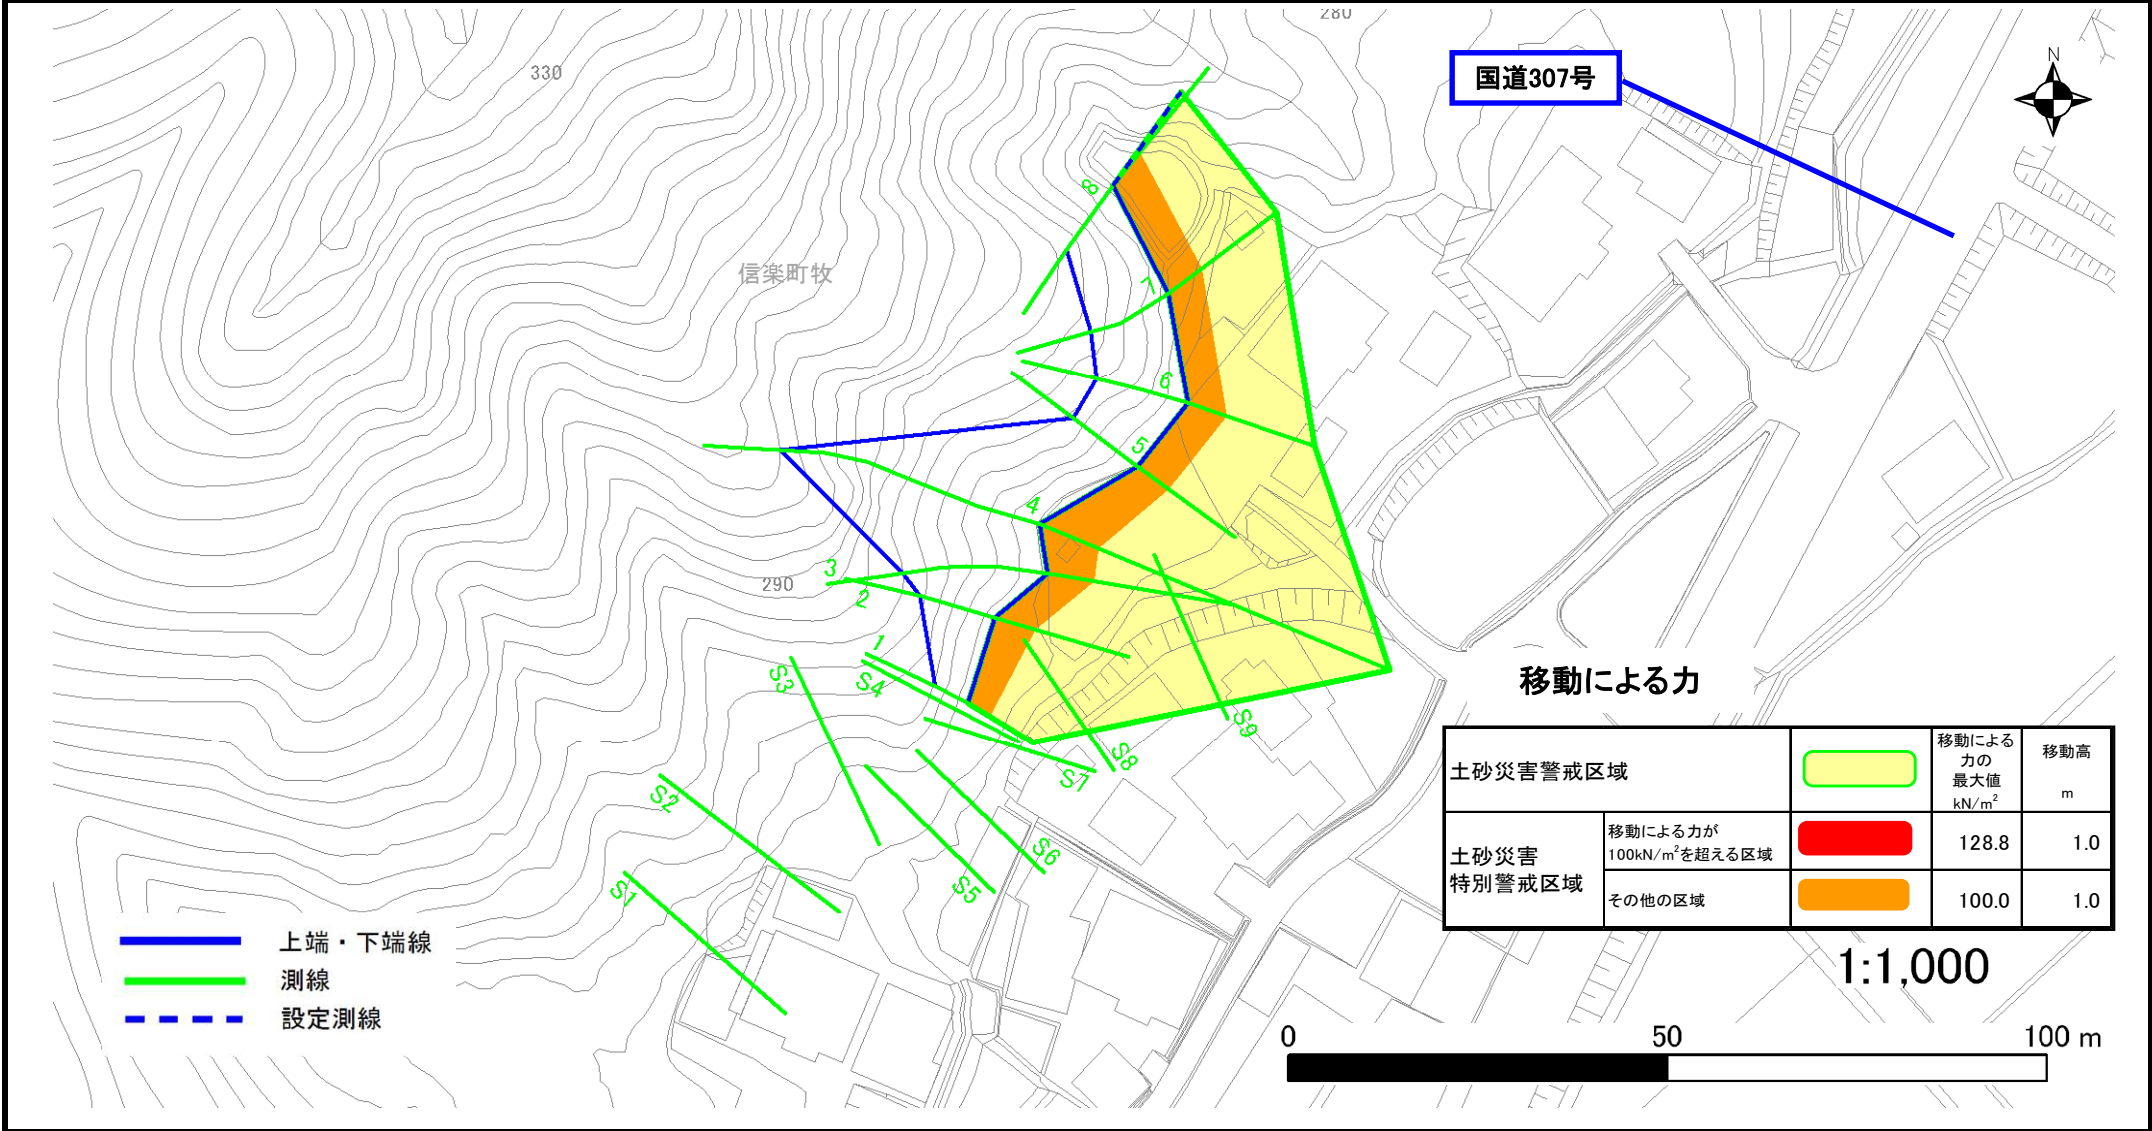 280
330
国道307号
N
信楽町牧
8
7
6
5
4
3
2
1
290
S3
S4
S2
S1
S5
S6
S7
S8
S9
移動による力
土砂災害警戒区域
移動による
力の
最大値
kN/m²
移動高
m
土砂災害
特別警戒区域
移動による力が
100kN/m²を超える区域
128.8
1.0
その他の区域
100.0
1.0
上端・下端線
測線
設定測線
1:1,000
0
50
100 m